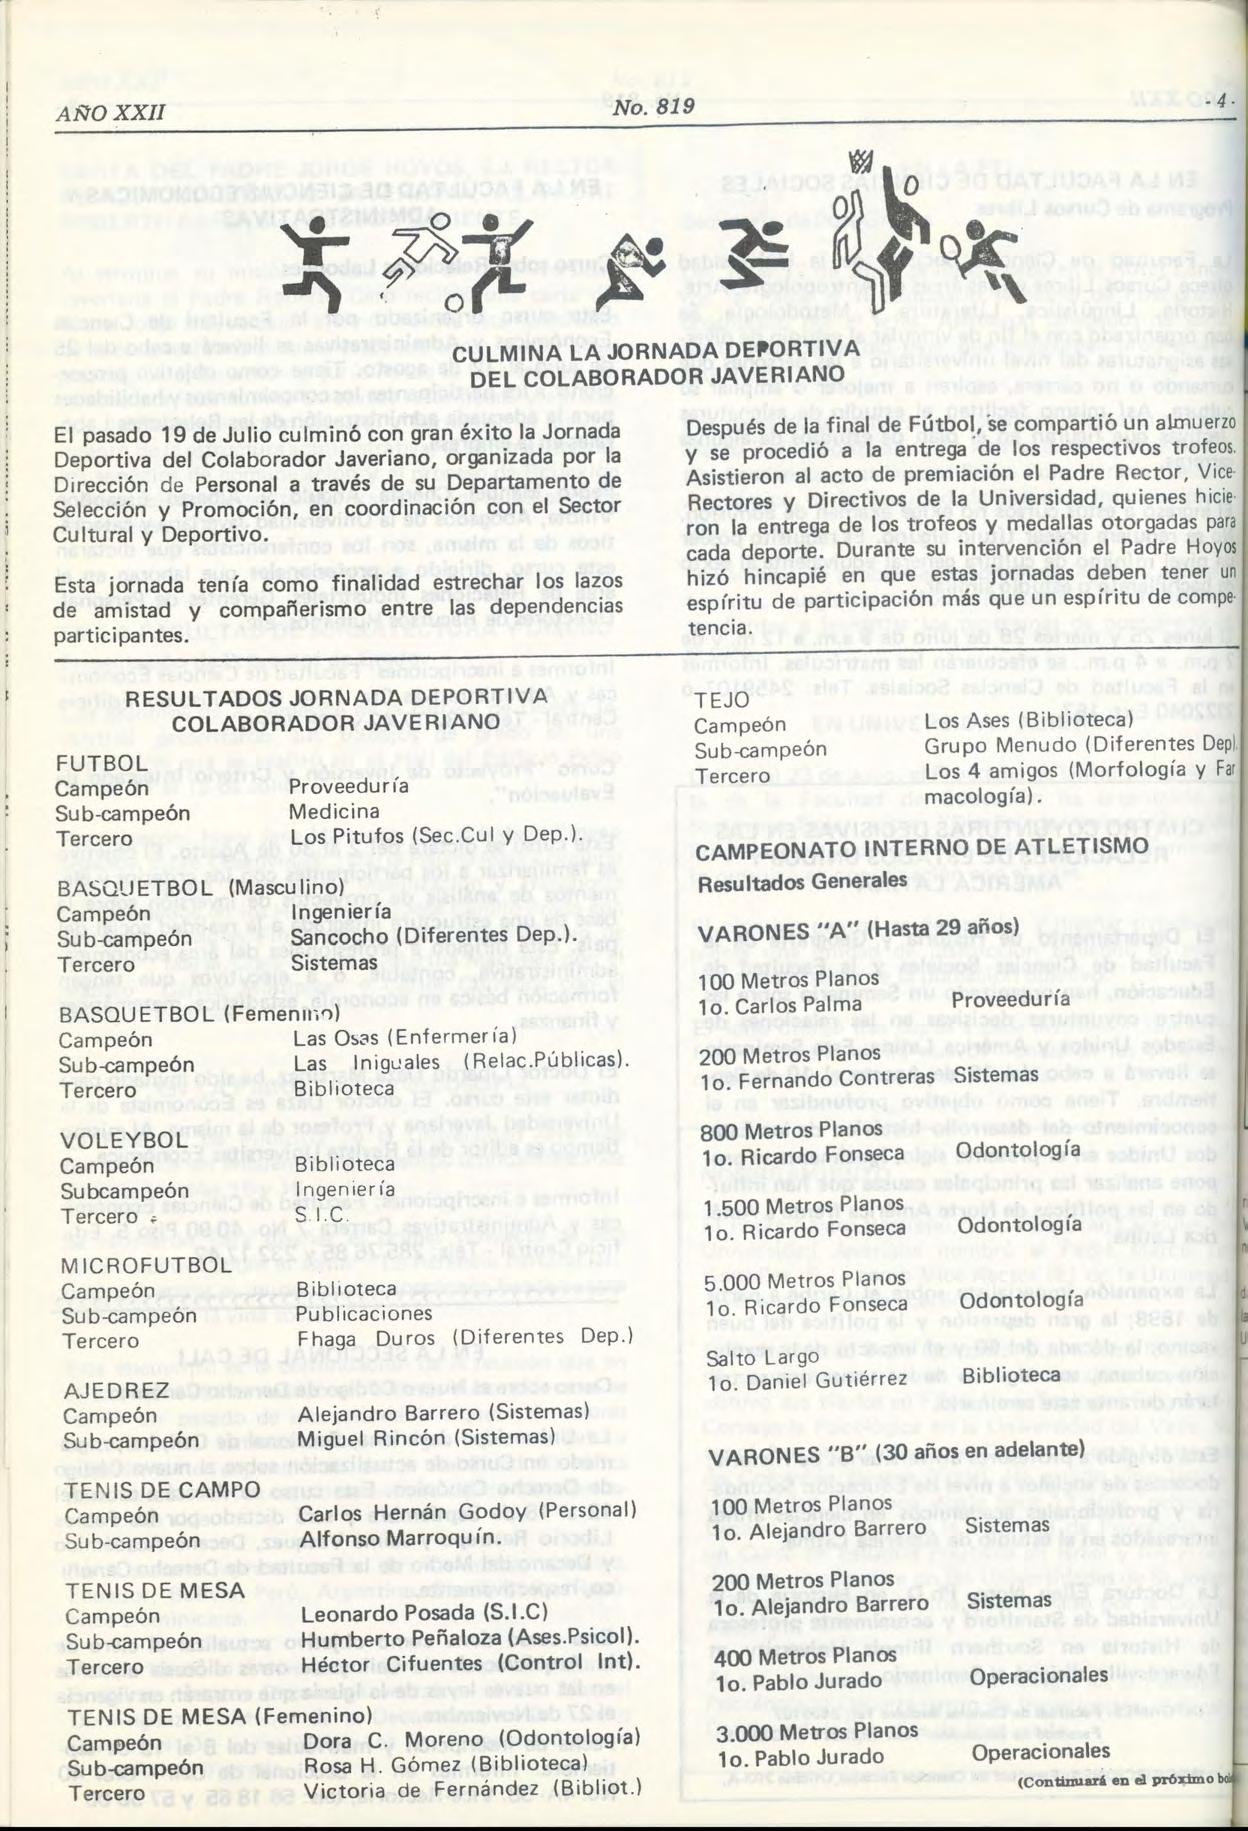 AÑO XXII No. 819 -4-
CULMINA LA JORNADA DEPORTIVA
DEL COLABORADOR JAVERIANO
El pasado 19 de Julio culminó con gran éxito la Jornada
Deportiva del Colaborador Javeriano, organizada por la
Dirección de Personal a través de su Departamento de
Selección y Promoción, en coordinación con el Sector
Cultural y Deportivo.
Esta jornada tenía como finalidad estrechar los lazos
de amistad y compañerismo entre las dependencias
participantes.
Después de la final de Fútbol, se compartió un almuerzo
y se procedió a la entrega de los respectivos trofeos.
Asistieron al acto de premiación el Padre Rector, Vice-
Rectores y Directivos de la Universidad, quienes hicie-
ron la entrega de los trofeos y medallas otorgadas para
cada deporte. Durante su intervención el Padre Hoyos
hizó hincapié en que estas jornadas deben tener un
espíritu de participación más que un espíritu de compe-
tencia.
RESULTADOS JORNADA DEPORTIVA
COLABORADOR JAVERIANO
FUTBOL
Campeón Proveeduría
Sub-campeón Medicina
Tercero Los Pitufos (Sec.Cul y Dep.).
BASQUETBOL (Masculino)
Campeón Ingeniería
Sub-campeón Sancocho (Diferentes Dep.).
Tercero Sistemas
BASQUETBOL (Femenino)
Campeón Las Osas (Enfermería)
Sub-campeón Las Iniguales (Relac.Públicas).
Tercero Biblioteca
VOLEYBOL
Campeón Biblioteca
Subcampeón Ingeniería
Tercero S.I.C.
MICROFUTBOL
Campeón Biblioteca
Sub-campeón Publicaciones
Tercero Fhaga Duros (Diferentes Dep.)
AJEDREZ
Campeón Alejandro Barrero (Sistemas)
Sub-campeón Miguel Rincón (Sistemas)
TENIS DE CAMPO
Campeón Carlos Hernán Godoy (Personal)
Sub-campeón Alfonso Marroquín.
TENIS DE MESA
Campeón Leonardo Posada (S.I.C)
Sub-campeón Humberto Peñaloza (Ases.Psicol).
Tercero Héctor Cifuentes (Control Int).
TENIS DE MESA (Femenino)
Campeón Dora C. Moreno (Odontología)
Sub-campeón Rosa H. Gómez (Biblioteca)
Tercero Victoria de Fernández (Bibliot.)
TEJO
Campeón Los Ases (Biblioteca)
Sub-campeón Grupo Menudo (Diferentes Dep).
Tercero Los 4 amigos (Morfología y Far
macología).
CAMPEONATO INTERNO DE ATLETISMO
Resultados Generales
VARONES "A" (Hasta 29 años)
100 Metros Planos
1o. Carlos Palma Proveeduría
200 Metros Planos
1o. Fernando Contreras Sistemas
800 Metros Planos
1o. Ricardo Fonseca Odontología
1.500 Metros Planos
1o. Ricardo Fonseca Odontología
5.000 Metros Planos
1o. Ricardo Fonseca Odontología
Salto Largo
1o. Daniel Gutiérrez Biblioteca
VARONES "B" (30 años en adelante)
100 Metros Planos
1o. Alejandro Barrero Sistemas
200 Metros Planos
1o. Alejandro Barrero Sistemas
400 Metros Planos
1o. Pablo Jurado Operacionales
3.000 Metros Planos
1o. Pablo Jurado Operacionales
(Continuará en el próximo